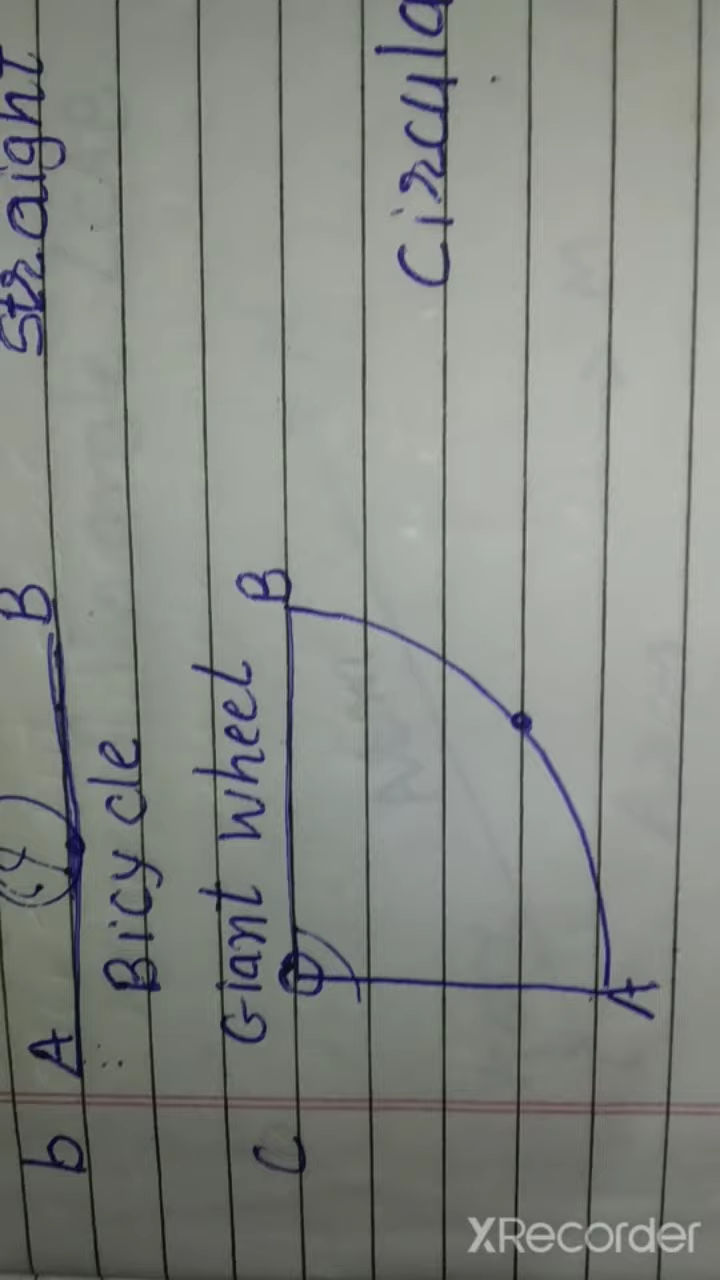 b A B Straight
Bicycle
C Giant wheel B
Circula
A
XRecorder